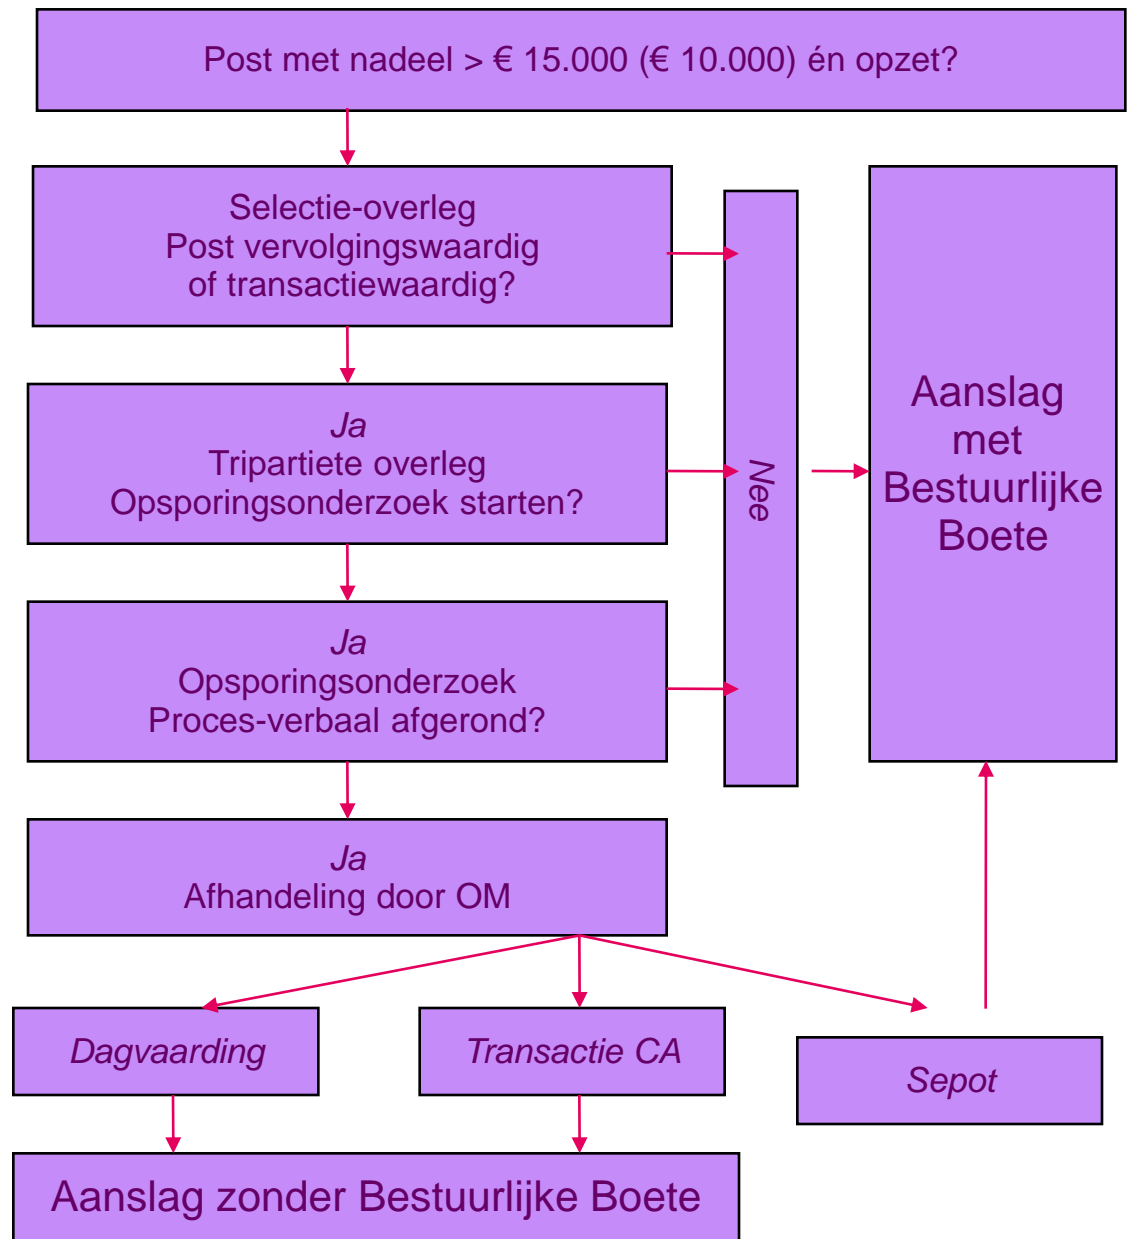 Post met nadeel > € 15.000 (€ 10.000) én opzet?
Selectie-overleg
Post vervolgingswaardig
of transactiewaardig?
Ja
Tripartiete overleg
Opsporingsonderzoek starten?
Ja
Opsporingsonderzoek
Proces-verbaal afgerond?
Nee
Aanslag
met
Bestuurlijke
Boete
Ja
Afhandeling door OM
Dagvaarding
Transactie CA
Sepot
Aanslag zonder Bestuurlijke Boete